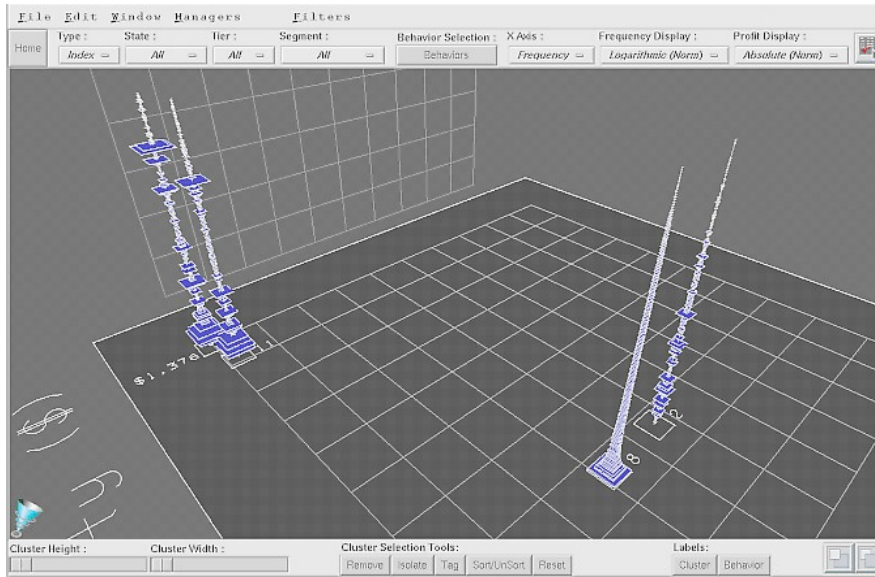 File Edit Window Managers Filters
Home
Type : State : Tier : Segment : Behavior Selection : X Axis : Frequency Display : Profit Display :
Index All All All Behaviors Frequency Logarithmic (Norm) Absolute (Norm)
$1,376
11
2
8
($)
Cluster Height : Cluster Width : Cluster Selection Tools: Labels:
Remove Isolate Tag Sort/UnSort Reset Cluster Behavior